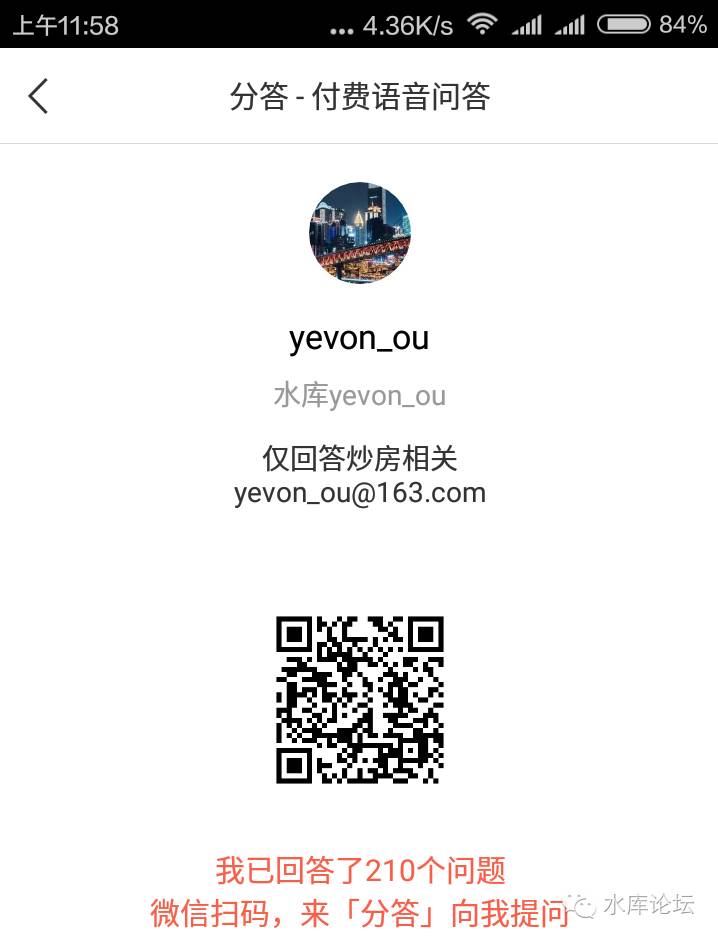 上午11:58
... 4.36K/s
84%
分答 - 付费语音问答
yevon_ou
水库yevon_ou
仅回答炒房相关
yevon_ou@163.com
我已回答了210个问题
微信扫码，来「分答」向我提问
水库论坛